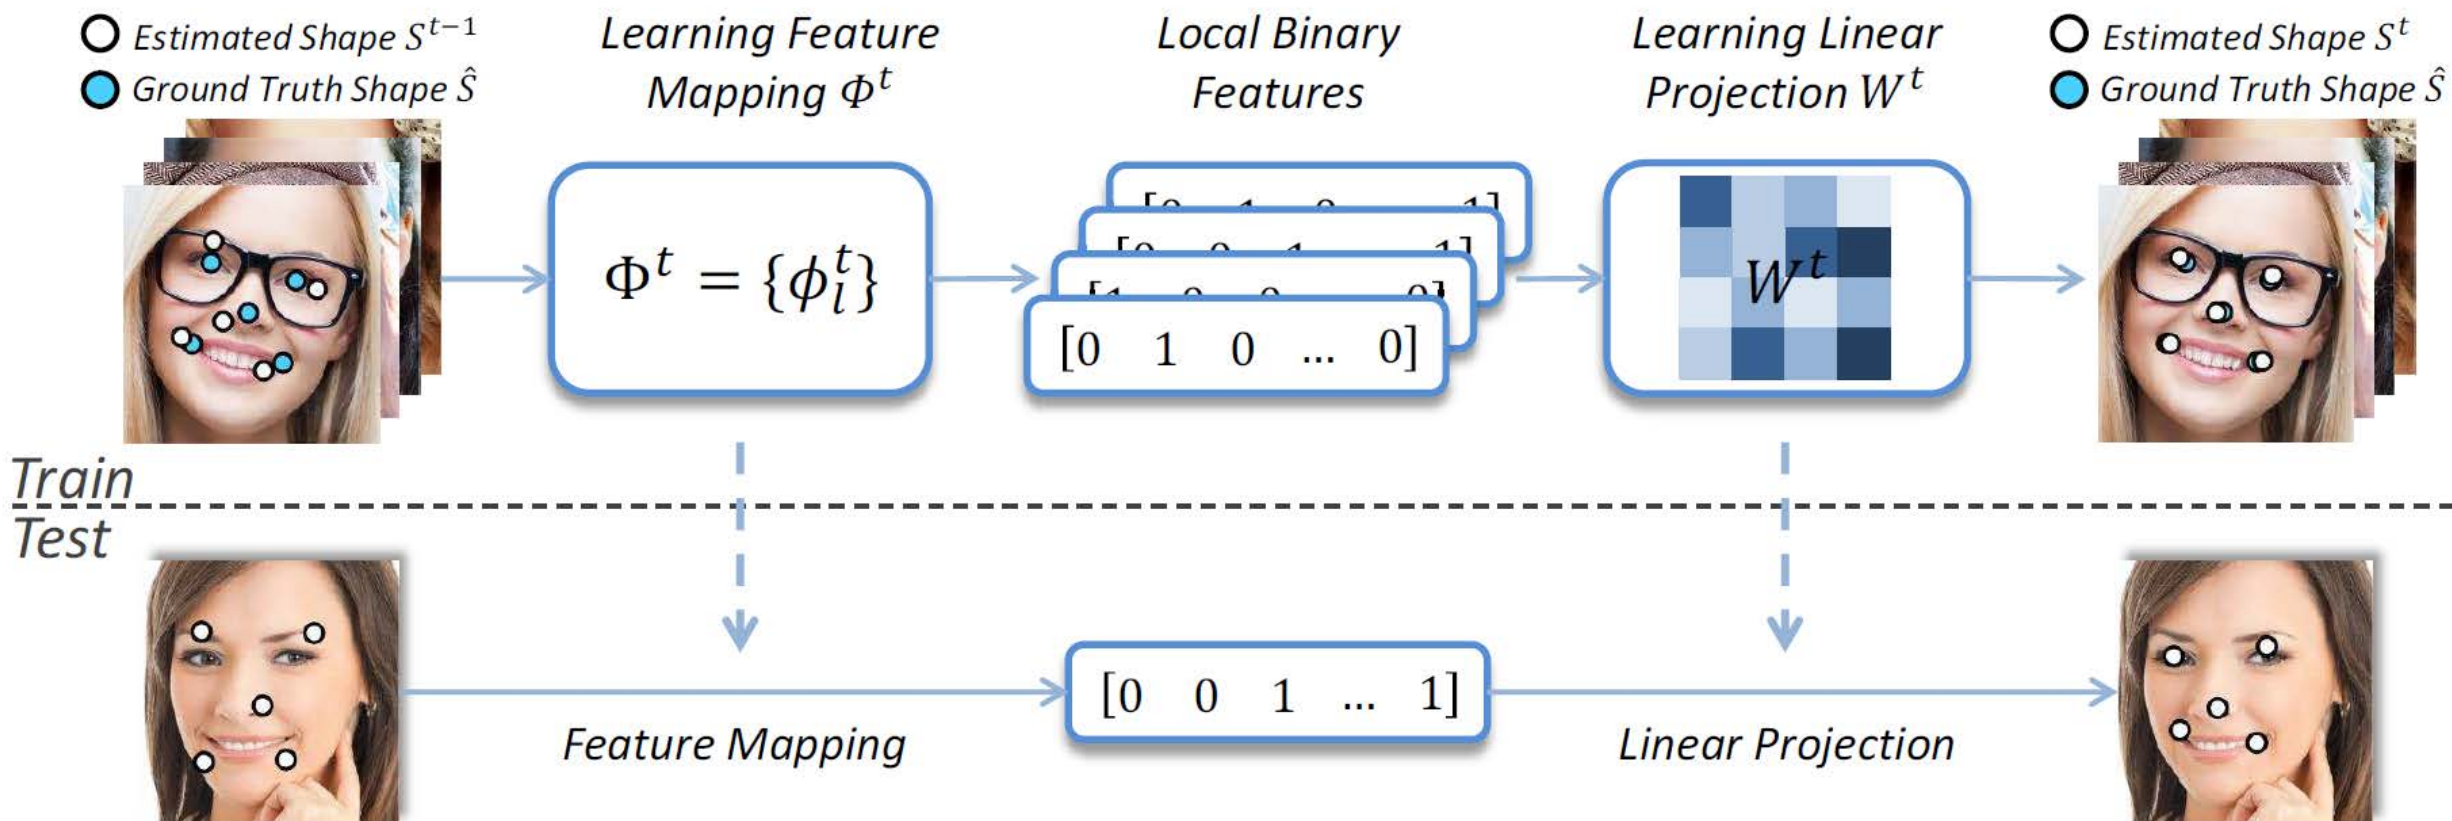 Estimated Shape S^{t-1}
Ground Truth Shape Ŝ
Learning Feature
Mapping Φ^t
Local Binary
Features
Learning Linear
Projection W^t
Estimated Shape S^t
Ground Truth Shape Ŝ
Φ^t = {ϕ_l^t}
[0 1 0 ... 0]
W^t
Train
Test
[0 0 1 ... 1]
Feature Mapping
Linear Projection